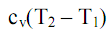 cᵥ(T₂ – T₁)